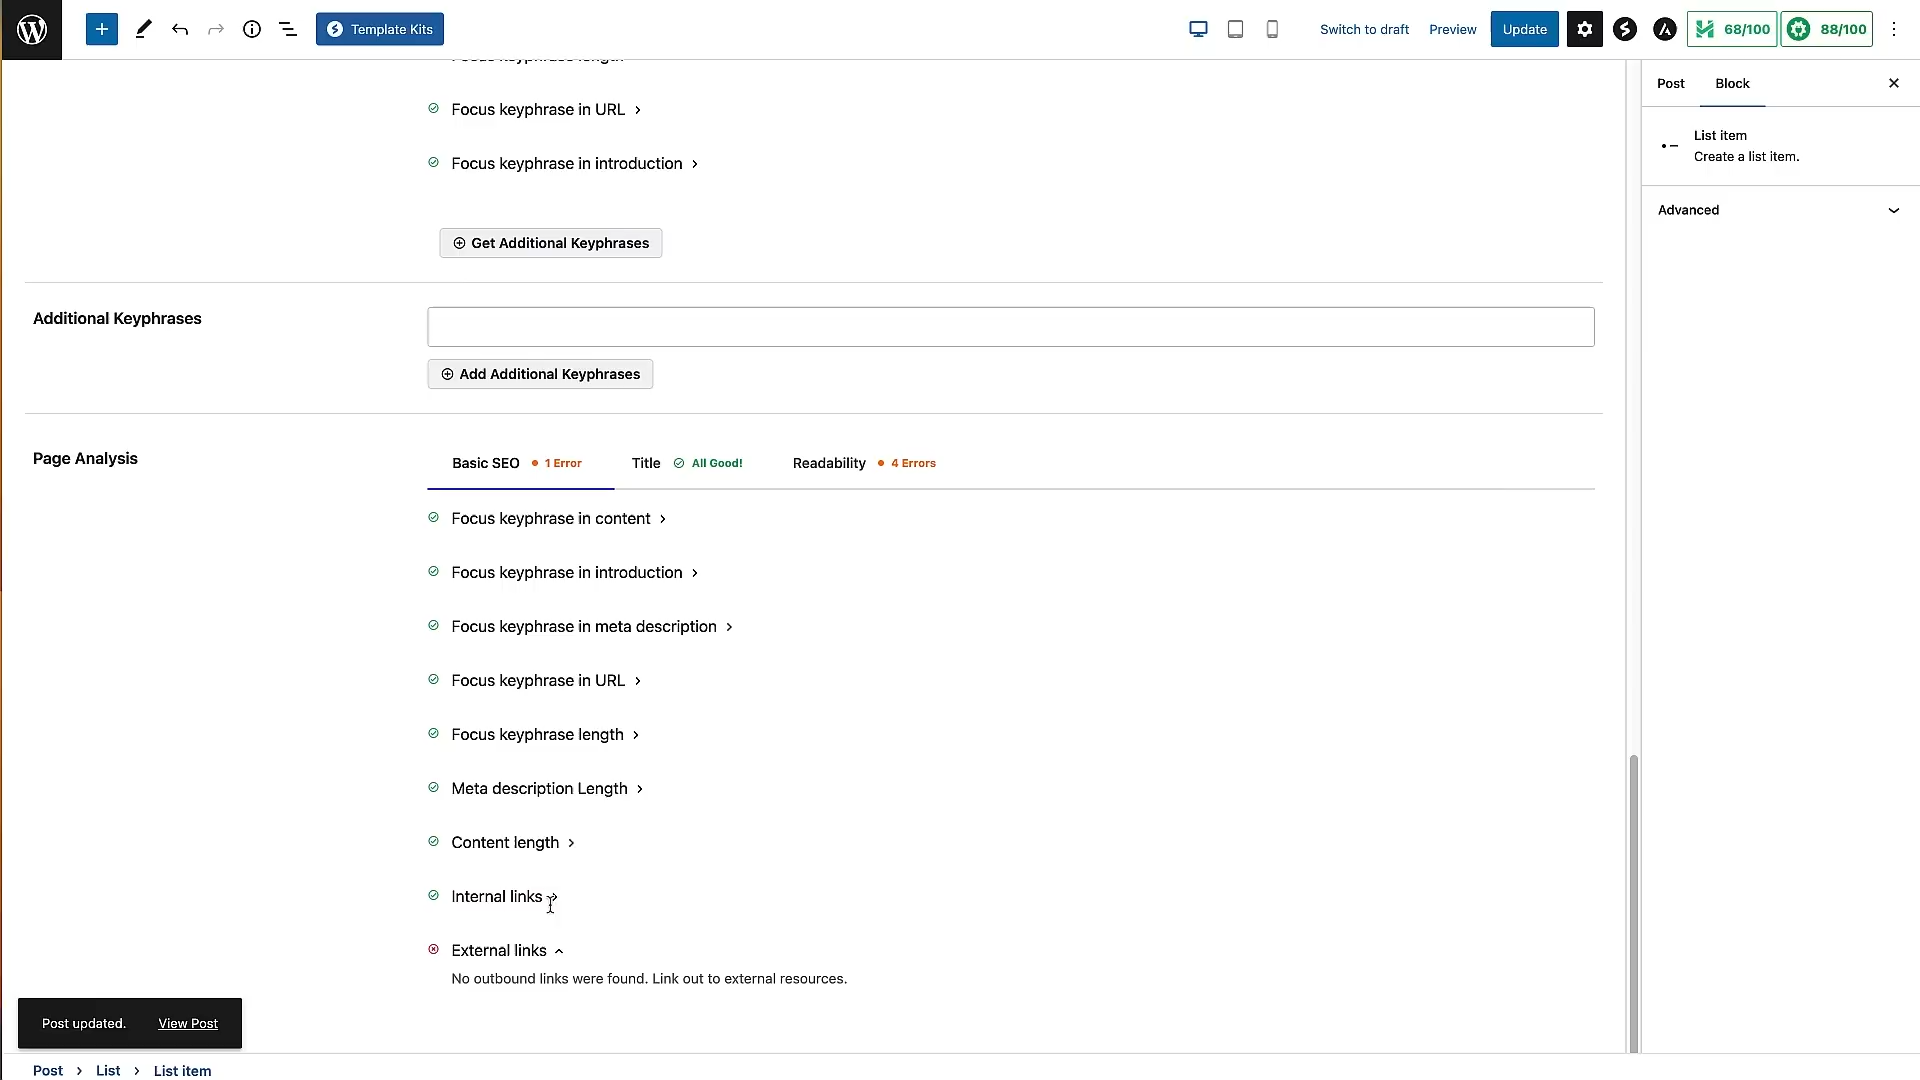 Template Kits
Switch to draft
Preview
Update
68/100
88/100
Focus keyphrase length
Focus keyphrase in URL
Focus keyphrase in introduction
Get Additional Keyphrases
Additional Keyphrases
Add Additional Keyphrases
Page Analysis
Basic SEO 1 Error
Title All Good!
Readability 4 Errors
Focus keyphrase in content
Focus keyphrase in introduction
Focus keyphrase in meta description
Focus keyphrase in URL
Focus keyphrase length
Meta description Length
Content length
Internal links
External links
No outbound links were found. Link out to external resources.
Post updated. View Post
Post > List > List item
Post
Block
List item
Create a list item.
Advanced